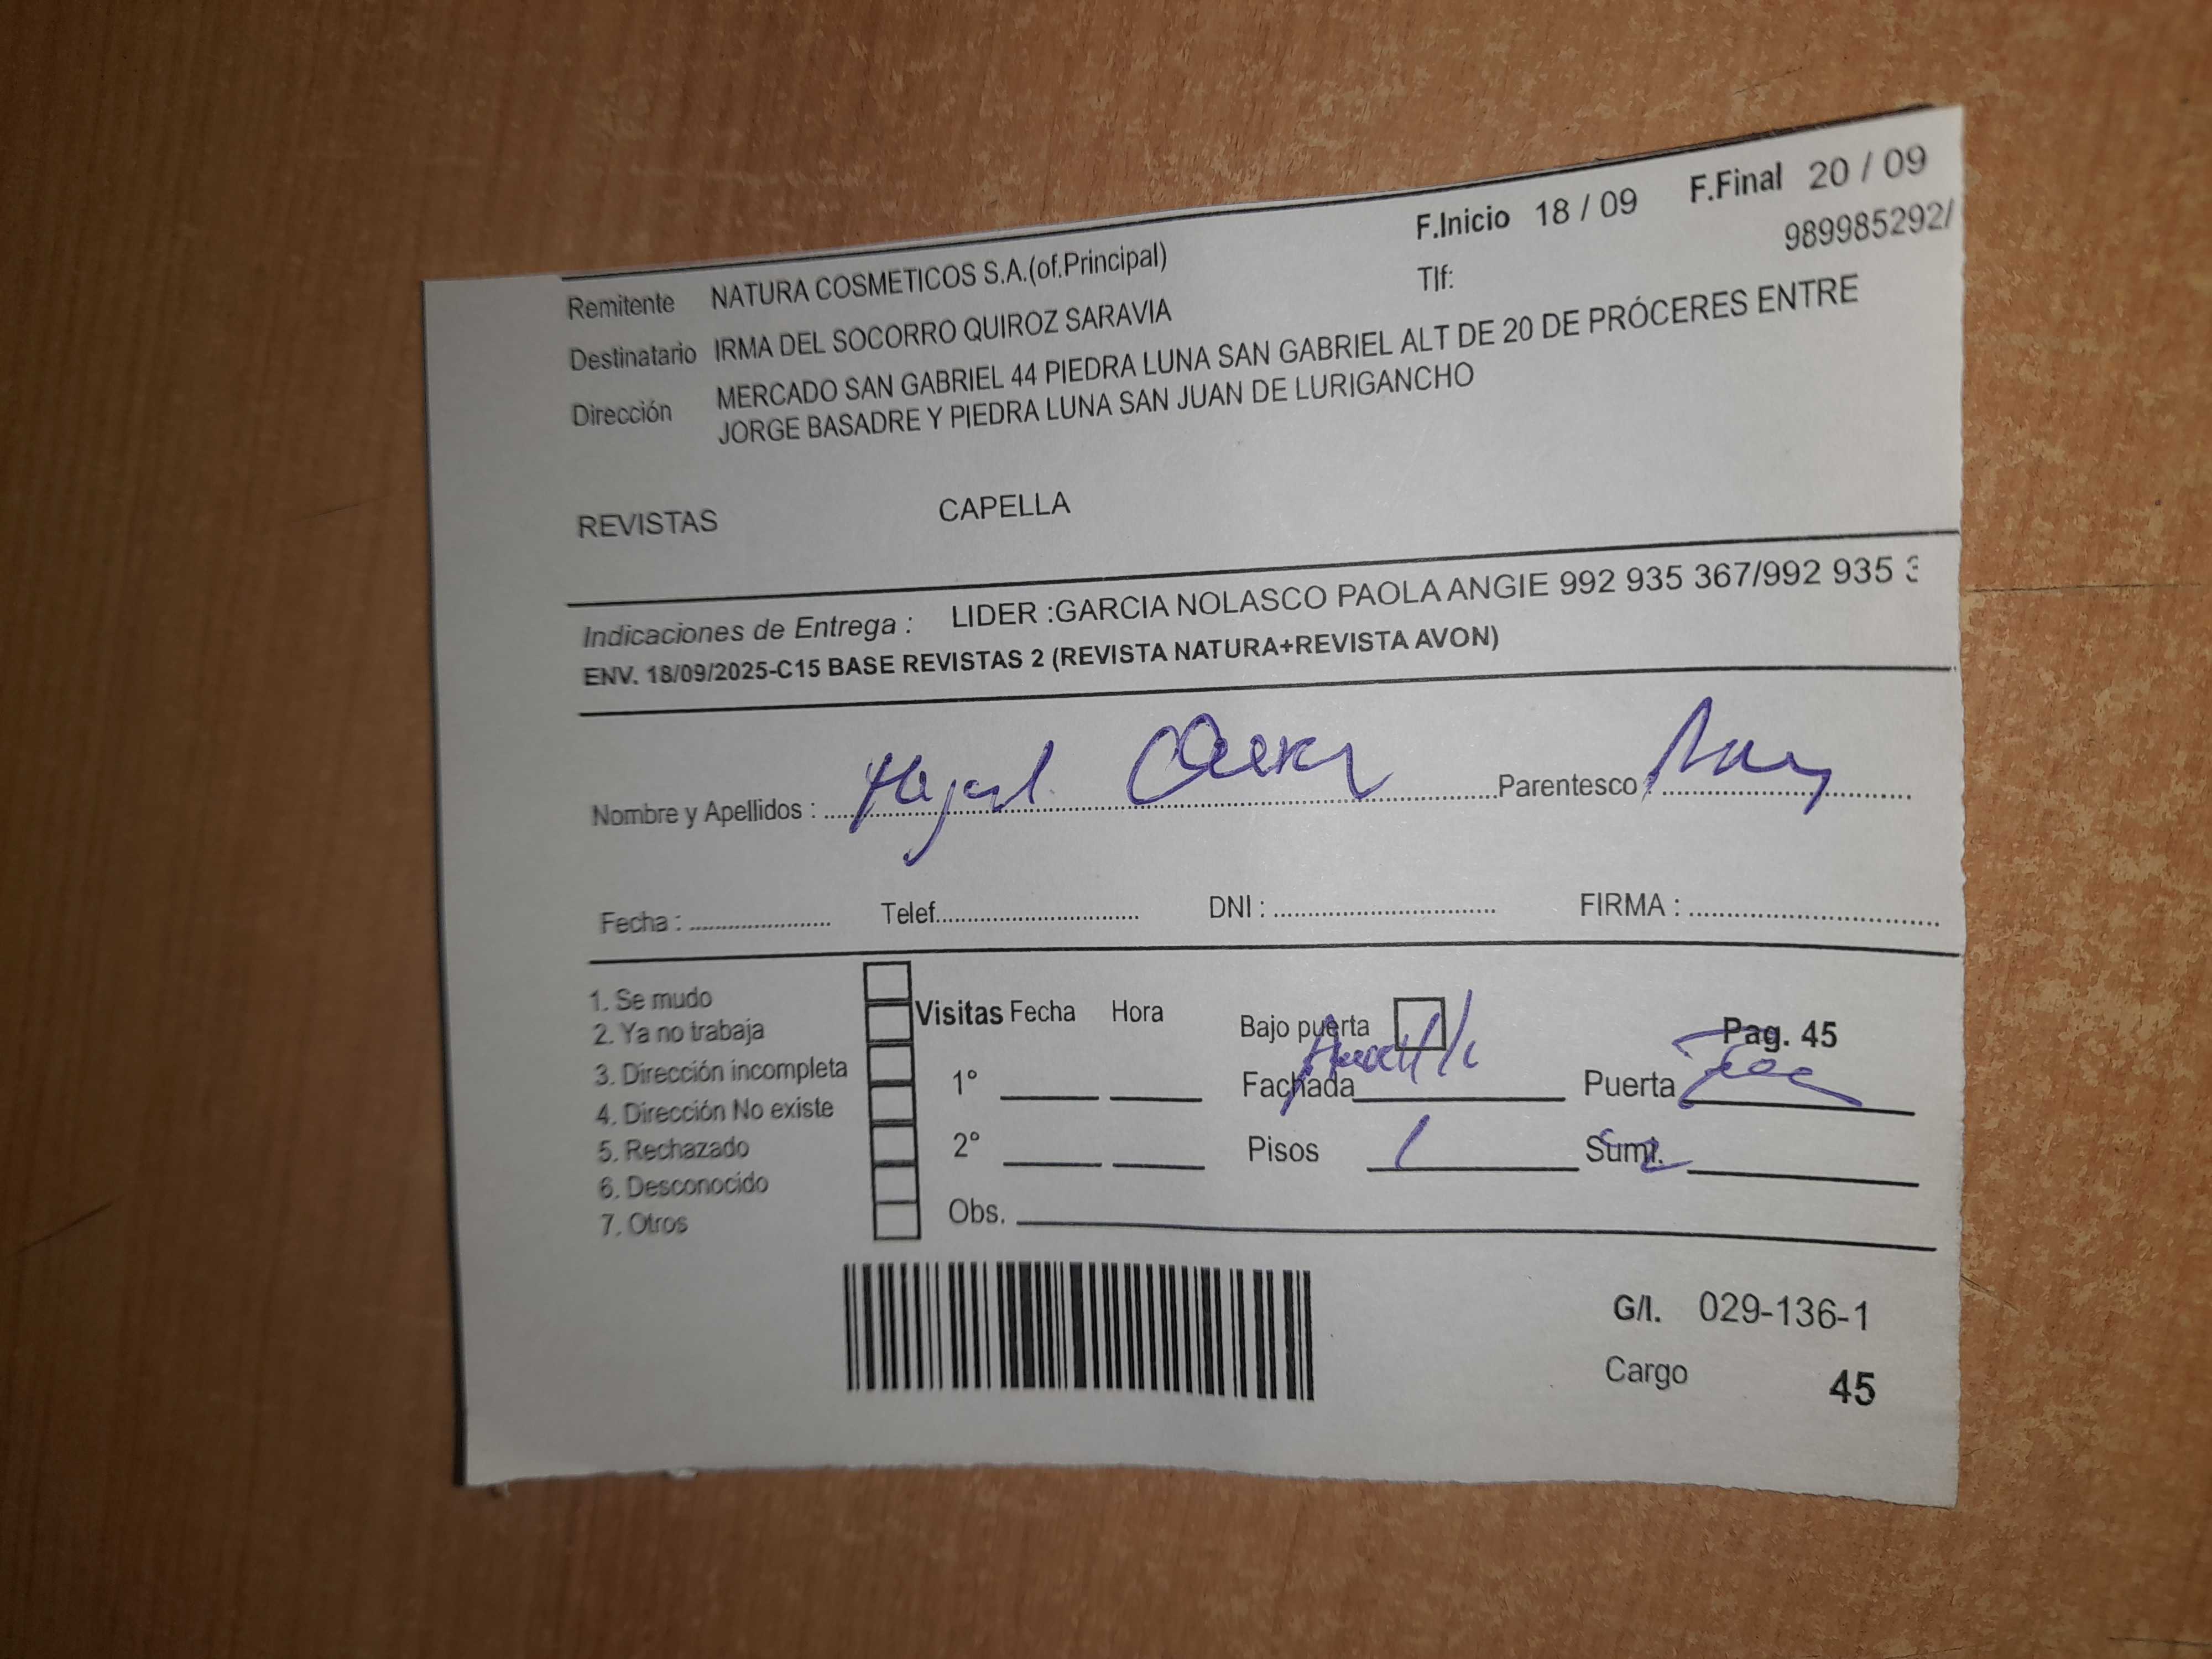 F.Inicio 18 / 09 F.Final 20 / 09
Remitente NATURA COSMETICOS S.A.(of.Principal) Tlf: 989985292/
Destinatario IRMA DEL SOCORRO QUIROZ SARAVIA
Dirección MERCADO SAN GABRIEL 44 PIEDRA LUNA SAN GABRIEL ALT DE 20 DE PRÓCERES ENTRE
JORGE BASADRE Y PIEDRA LUNA SAN JUAN DE LURIGANCHO
REVISTAS CAPELLA
Indicaciones de Entrega : LIDER :GARCIA NOLASCO PAOLA ANGIE 992 935 367/992 935 3
ENV. 18/09/2025-C15 BASE REVISTAS 2 (REVISTA NATURA+REVISTA AVON)
Nombre y Apellidos : Parentesco :
Fecha : Telef. DNI : FIRMA :
1. Se mudo
2. Ya no trabaja
3. Dirección incompleta
4. Dirección No existe
5. Rechazado
6. Desconocido
7. Otros
Visitas Fecha Hora
1°
2°
Obs.
Bajo puerta Pag. 45
Fachada Puerta
Pisos 1 Sumi.
G/I. 029-136-1
Cargo 45